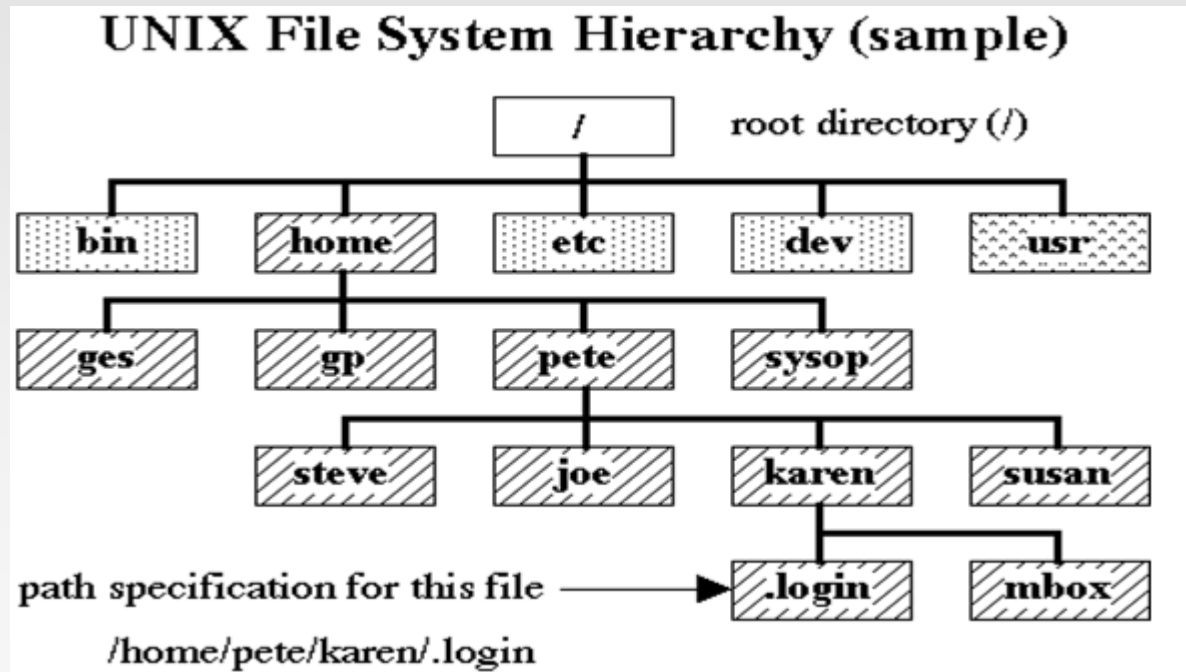 UNIX File System Hierarchy (sample)
/ root directory (/)
bin home etc dev usr
ges gp pete sysop
steve joe karen susan
path specification for this file .login mbox
/home/pete/karen/.login